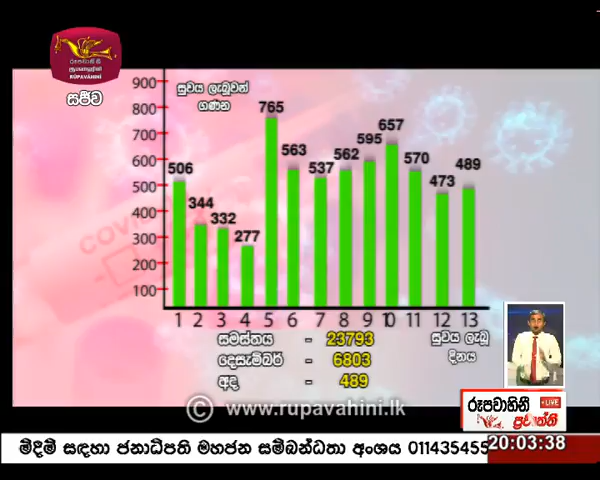 රූපවාහිනී
RUPAVAHINI
සජීව
සුවය ලැබූවන්
ගණන
900
800
700
600
500
400
300
200
100
506 344 332 277 765 563 537 562 595 657 570 473 489
1 2 3 4 5 6 7 8 9 10 11 12 13
සුවය ලැබූ
දිනය
සමස්තය - 23793
දෙසැම්බර් - 6803
අද - 489
© www.rupavahini.lk
රූපවාහිනී LIVE
ප්‍රවෘත්ති
මිදීම් සඳහා ජනාධිපති මහජන සම්බන්ධතා අංශය 011435455
20:03:38